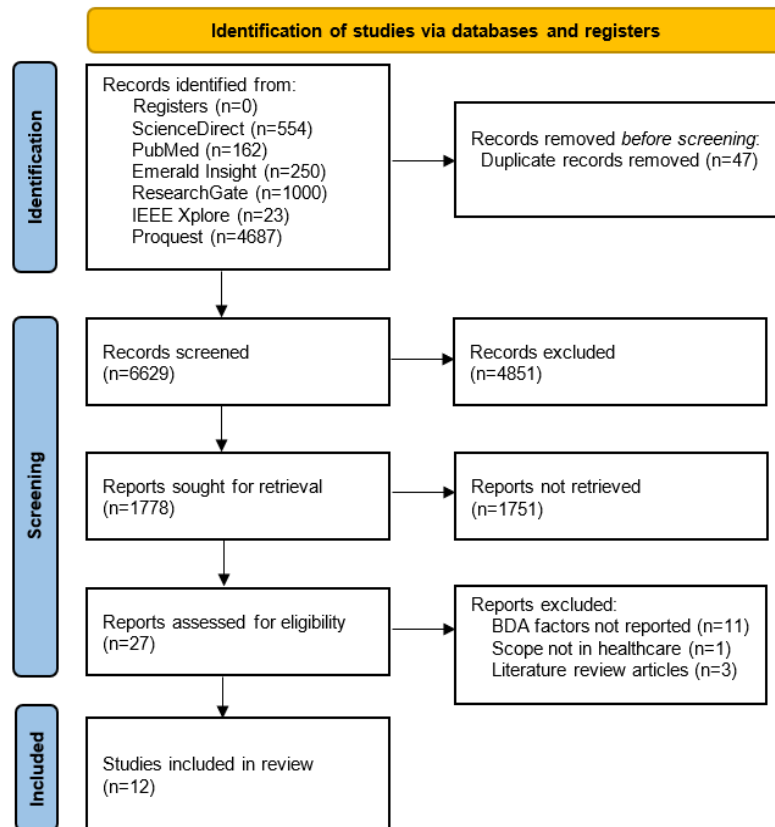 Identification of studies via databases and registers
Identification
Records identified from:
Registers (n=0)
ScienceDirect (n=554)
PubMed (n=162)
Emerald Insight (n=250)
ResearchGate (n=1000)
IEEE Xplore (n=23)
Proquest (n=4687)
Records removed before screening:
Duplicate records removed (n=47)
Screening
Records screened
(n=6629)
Records excluded
(n=4851)
Reports sought for retrieval
(n=1778)
Reports not retrieved
(n=1751)
Reports assessed for eligibility
(n=27)
Reports excluded:
BDA factors not reported (n=11)
Scope not in healthcare (n=1)
Literature review articles (n=3)
Included
Studies included in review
(n=12)